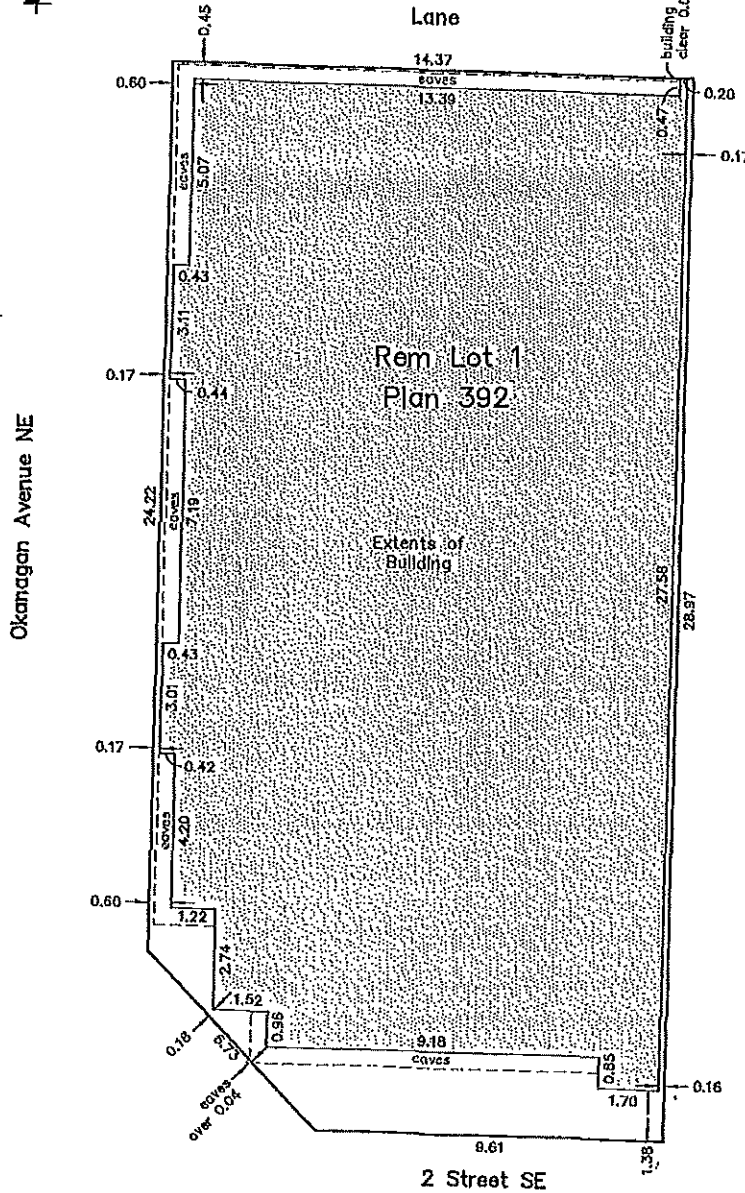 Lane
0.45
14.37
building
0.60
eaves
13.39
0.20
0.47
eaves
5.07
0.43
3.11
Rem Lot 1
Plan 392
0.17
0.44
Okanagan Avenue NE
24.22
eaves
7.19
Extents of
Building
27.58
28.97
0.43
3.01
0.17
0.42
eaves
4.20
0.60
1.22
2.74
1.52
0.96
0.18
6.73
9.18
eaves
0.85
eaves
over 0.04
1.70
0.16
9.61
1.38
2 Street SE